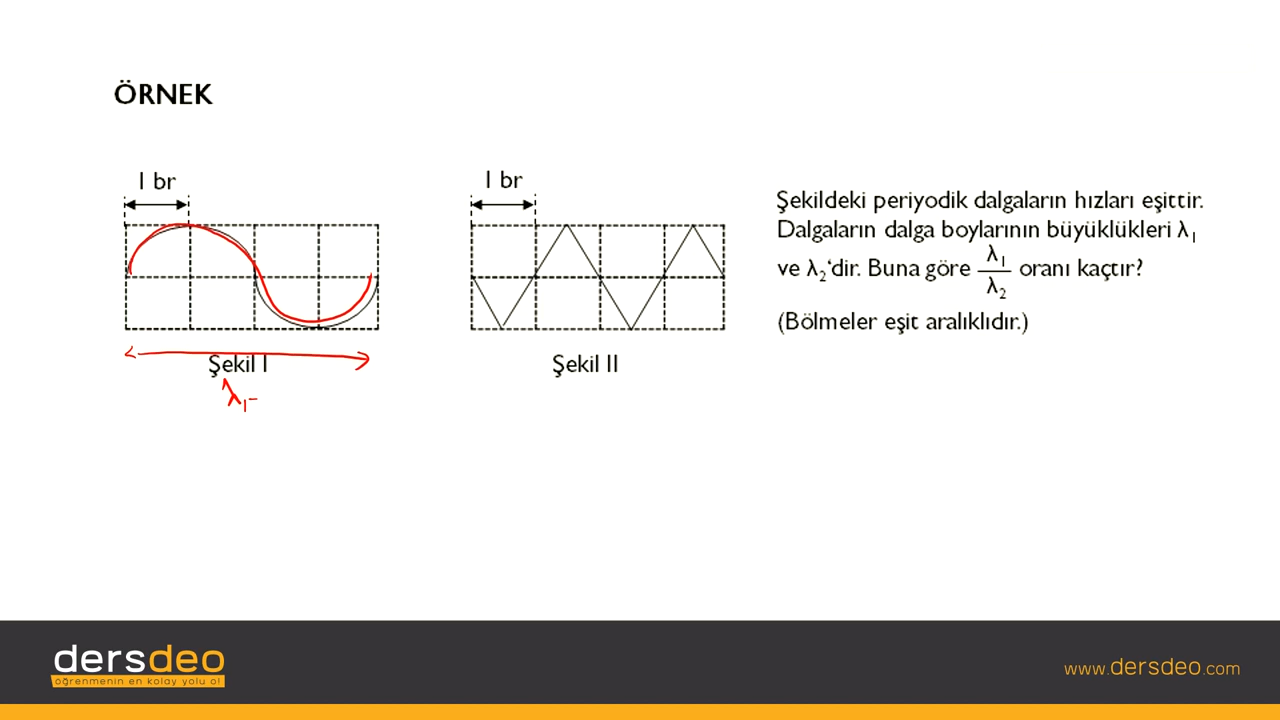 ÖRNEK
1 br
1 br
Şekildeki periyodik dalgaların hızları eşittir.
Dalgaların dalga boylarının büyüklükleri λ1
ve λ2'dir. Buna göre λ1/λ2 oranı kaçtır?
(Bölmeler eşit aralıklıdır.)
Şekil I
Şekil II
λ1-
dersdeo
öğrenmenin en kolay yolu o!
www.dersdeo.com